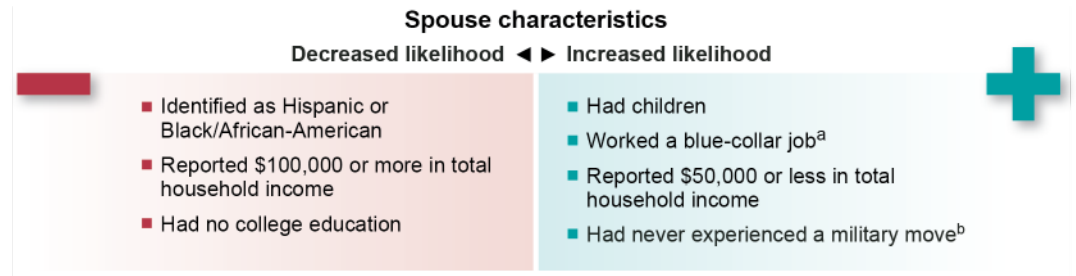 Spouse characteristics
Decreased likelihood ◄ ► Increased likelihood
Identified as Hispanic or
Black/African-American
Reported $100,000 or more in total
household income
Had no college education
Had children
Worked a blue-collar jobᵃ
Reported $50,000 or less in total
household income
Had never experienced a military moveᵇ